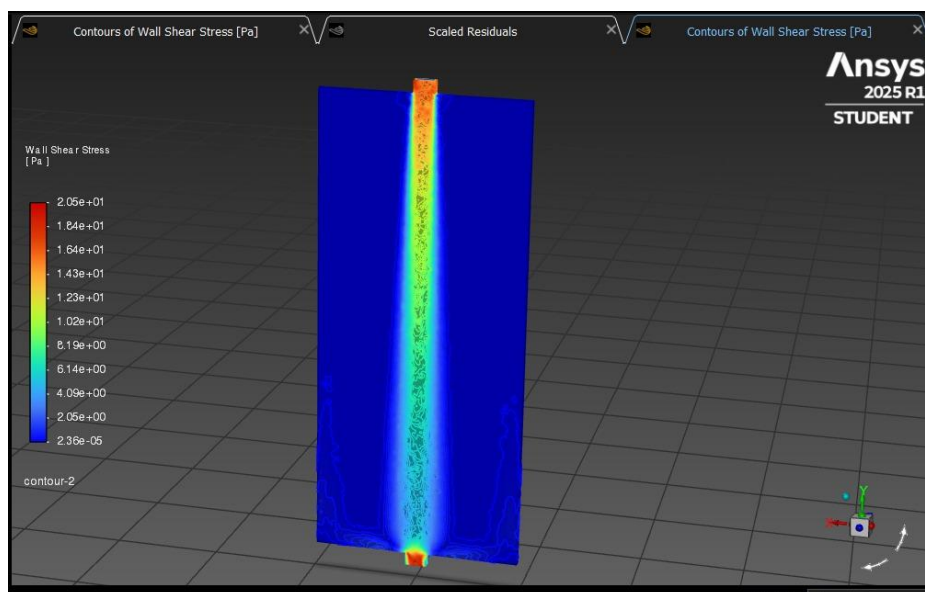 Contours of Wall Shear Stress [Pa]
Scaled Residuals
Contours of Wall Shear Stress [Pa]
Ansys
2025 R1
STUDENT
Wall Shear Stress
[ Pa ]
2.05e+01
1.84e+01
1.64e+01
1.43e+01
1.23e+01
1.02e+01
8.19e+00
6.14e+00
4.09e+00
2.05e+00
2.36e-05
contour-2
Y